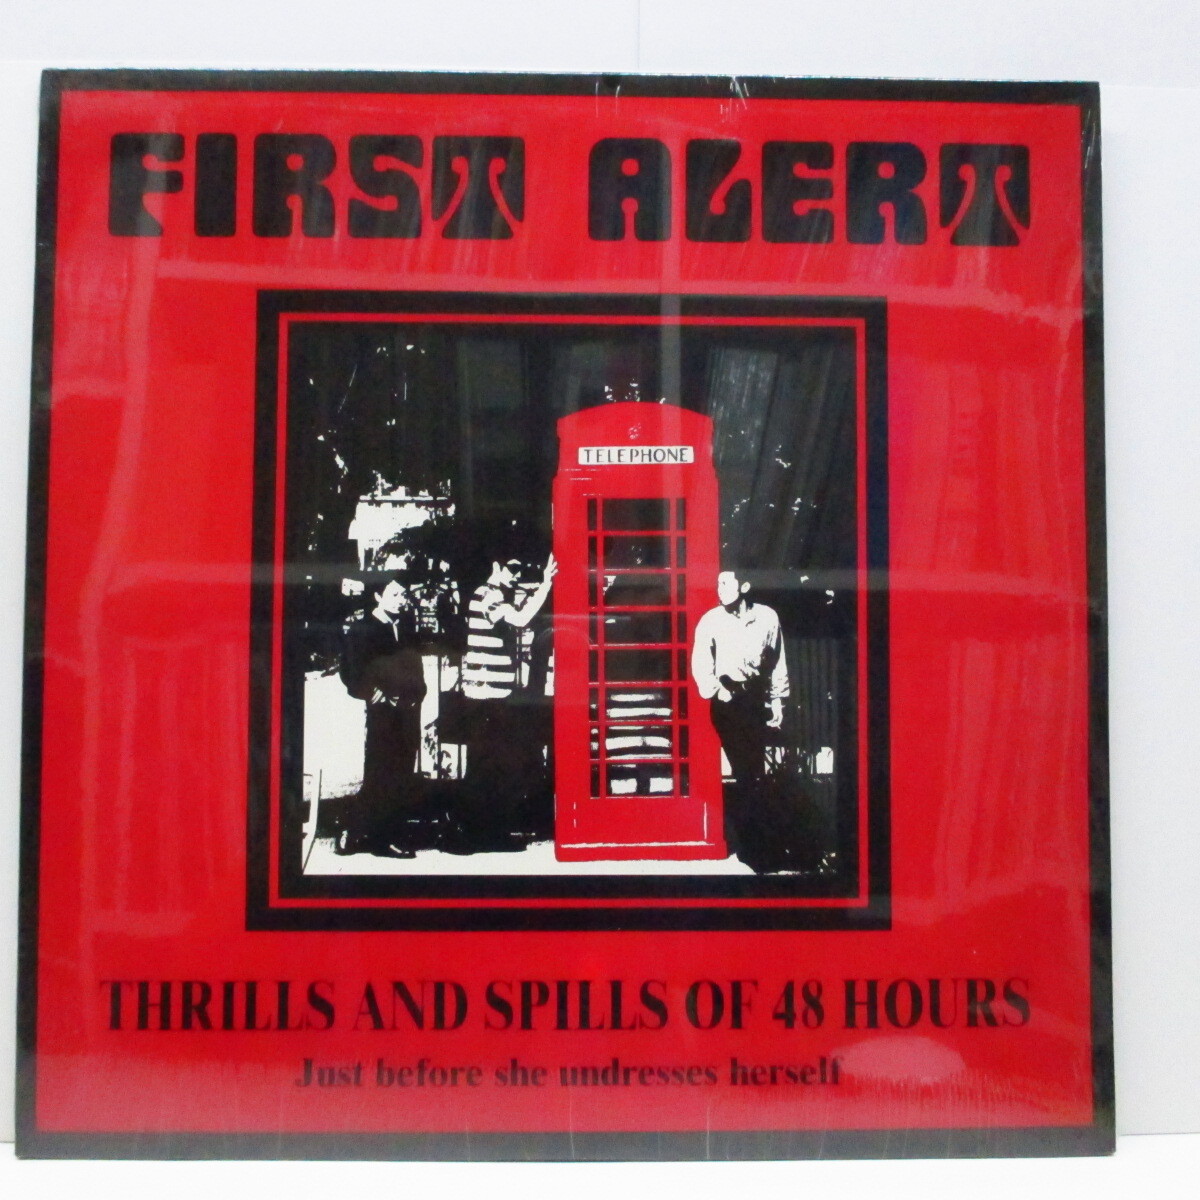 FIRST ALERT
TELEPHONE
THRILLS AND SPILLS OF 48 HOURS
Just before she undresses herself